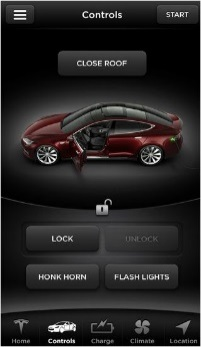 Controls
START
CLOSE ROOF
LOCK
UNLOCK
HONK HORN
FLASH LIGHTS
Home
Controls
Charge
Climate
Location